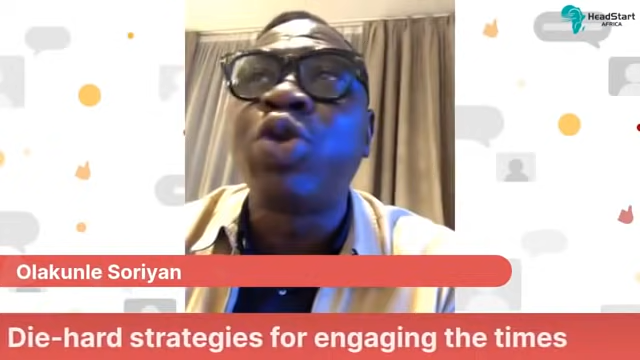 HeadStart
AFRICA
Olakunle Soriyan
Die-hard strategies for engaging the times